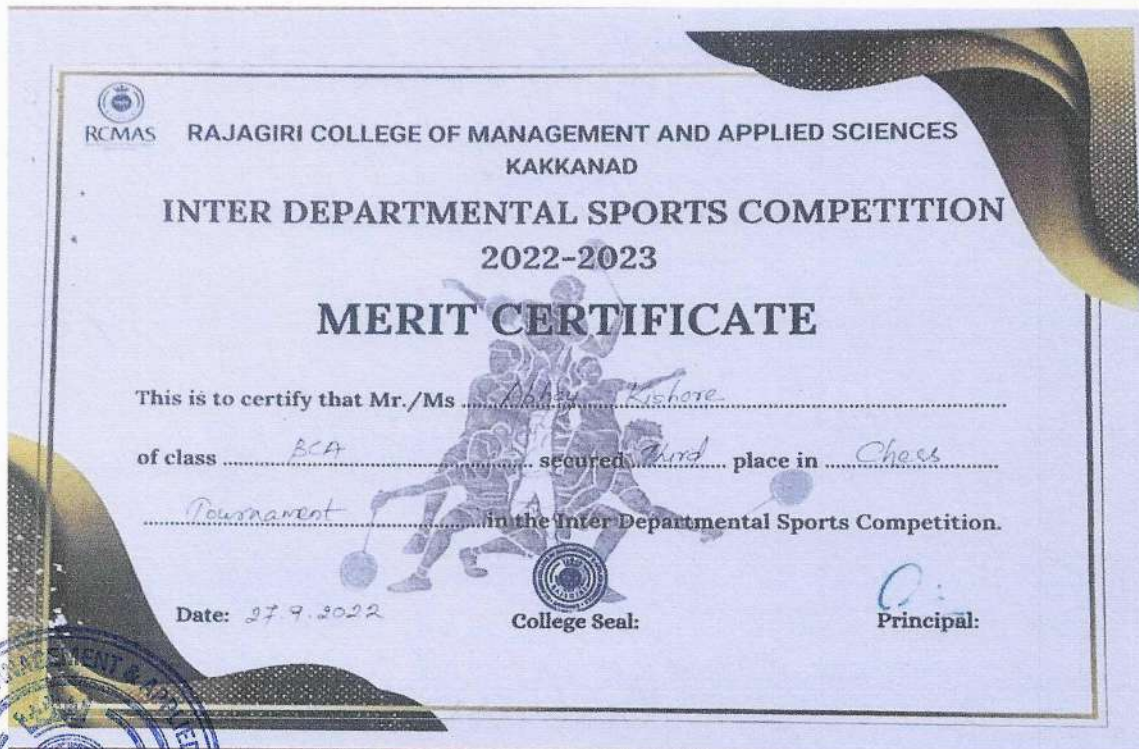 RCMAS
RAJAGIRI COLLEGE OF MANAGEMENT AND APPLIED SCIENCES
KAKKANAD
INTER DEPARTMENTAL SPORTS COMPETITION
2022-2023
MERIT CERTIFICATE
This is to certify that Mr./Ms Abhay Kishore
of class BCA secured Third place in Chess
Tournament in the Inter Departmental Sports Competition.
Date: 27.9.2022 College Seal: Principal: